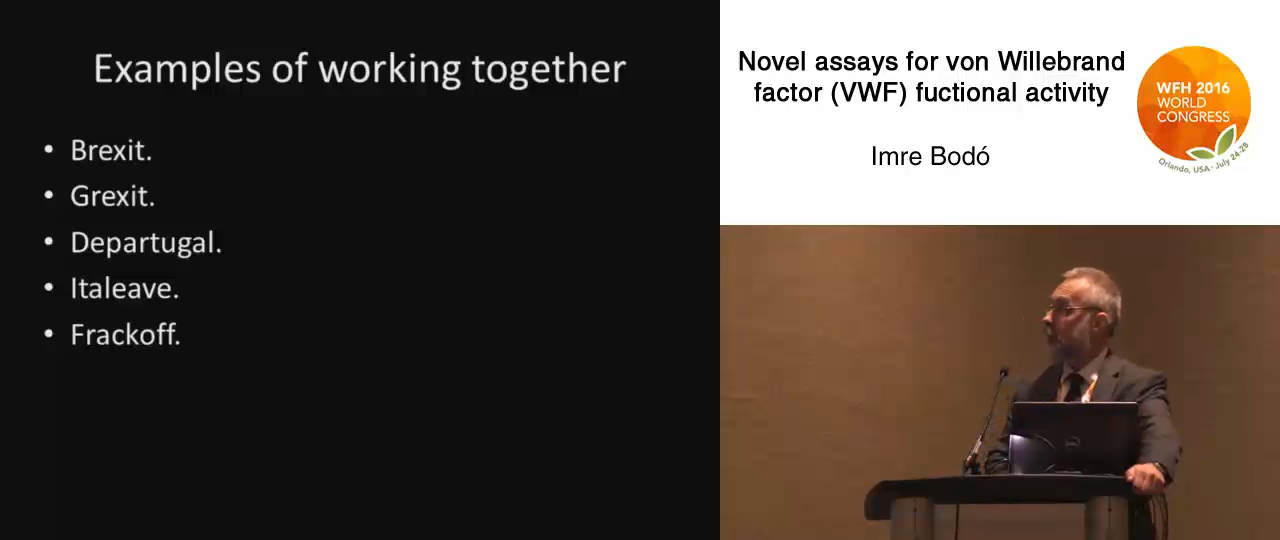 Examples of working together
• Brexit.
• Grexit.
• Departugal.
• Italeave.
• Frackoff.
Novel assays for von Willebrand
factor (VWF) fuctional activity
Imre Bodó
WFH 2016
WORLD
CONGRESS
Orlando, USA · July 24-28